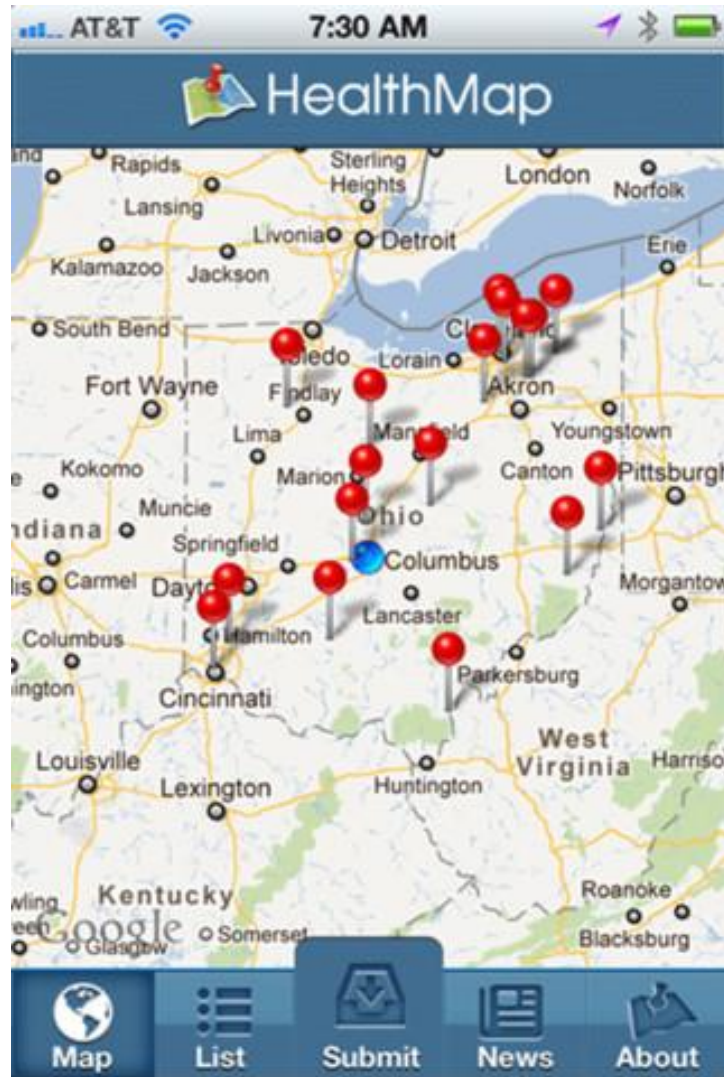 AT&T 7:30 AM
HealthMap
Rapids
Sterling
Heights
London
Norfolk
Lansing
Livonia
Detroit
Erie
Kalamazoo
Jackson
South Bend
Lorain
Fort Wayne
Findlay
Akron
Lima
Youngstown
Kokomo
Marion
Canton
Pittsburgh
Muncie
Ohio
Springfield
Columbus
Carmel
Lancaster
Columbus
Hamilton
Parkersburg
Cincinnati
West
Virginia
Louisville
Lexington
Huntington
Kentucky
Roanoke
Google
Glasgow
Somerset
Blacksburg
Map List Submit News About